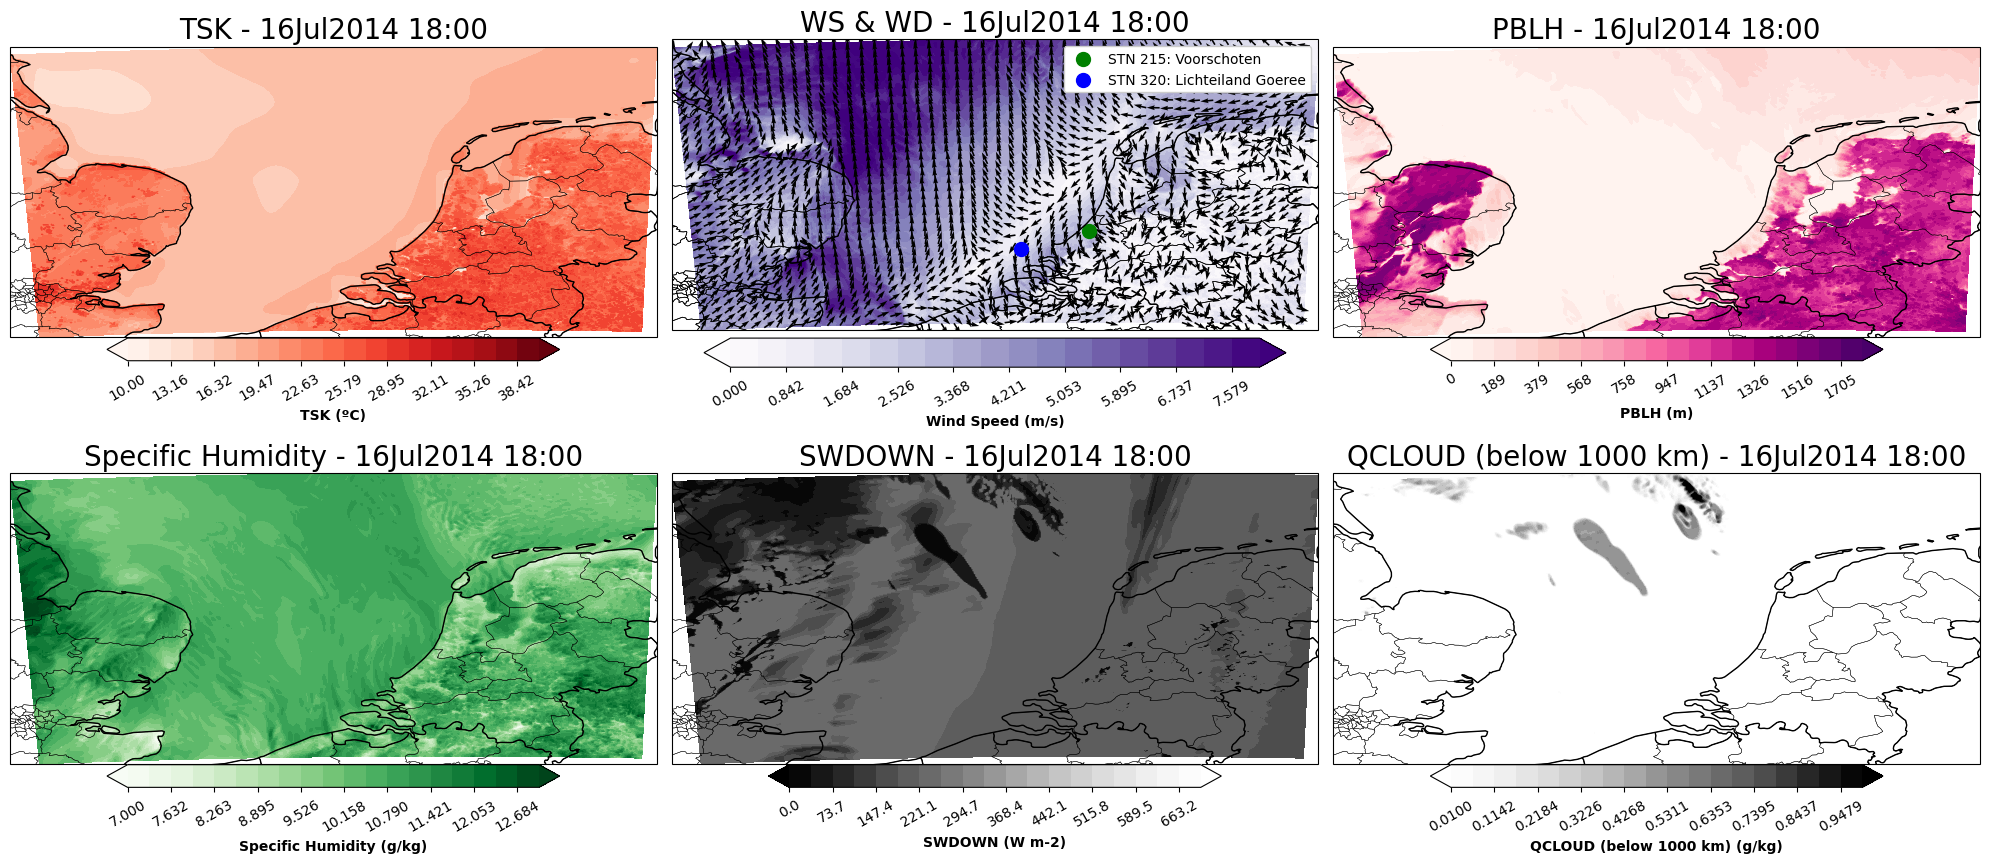 TSK - 16Jul2014 18:00
WS & WD - 16Jul2014 18:00
PBLH - 16Jul2014 18:00
STN 215: Voorschoten
STN 320: Lichteiland Goeree
10.00 13.16 16.32 19.47 22.63 25.79 28.95 32.11 35.26 38.42
TSK (ºC)
0.000 0.842 1.684 2.526 3.368 4.211 5.053 5.895 6.737 7.579
Wind Speed (m/s)
0 189 379 568 758 947 1137 1326 1516 1705
PBLH (m)
Specific Humidity - 16Jul2014 18:00
SWDOWN - 16Jul2014 18:00
QCLOUD (below 1000 km) - 16Jul2014 18:00
7.000 7.632 8.263 8.895 9.526 10.158 10.790 11.421 12.053 12.684
Specific Humidity (g/kg)
0.0 73.7 147.4 221.1 294.7 368.4 442.1 515.8 589.5 663.2
SWDOWN (W m-2)
0.0100 0.1142 0.2184 0.3226 0.4268 0.5311 0.6353 0.7395 0.8437 0.9479
QCLOUD (below 1000 km) (g/kg)